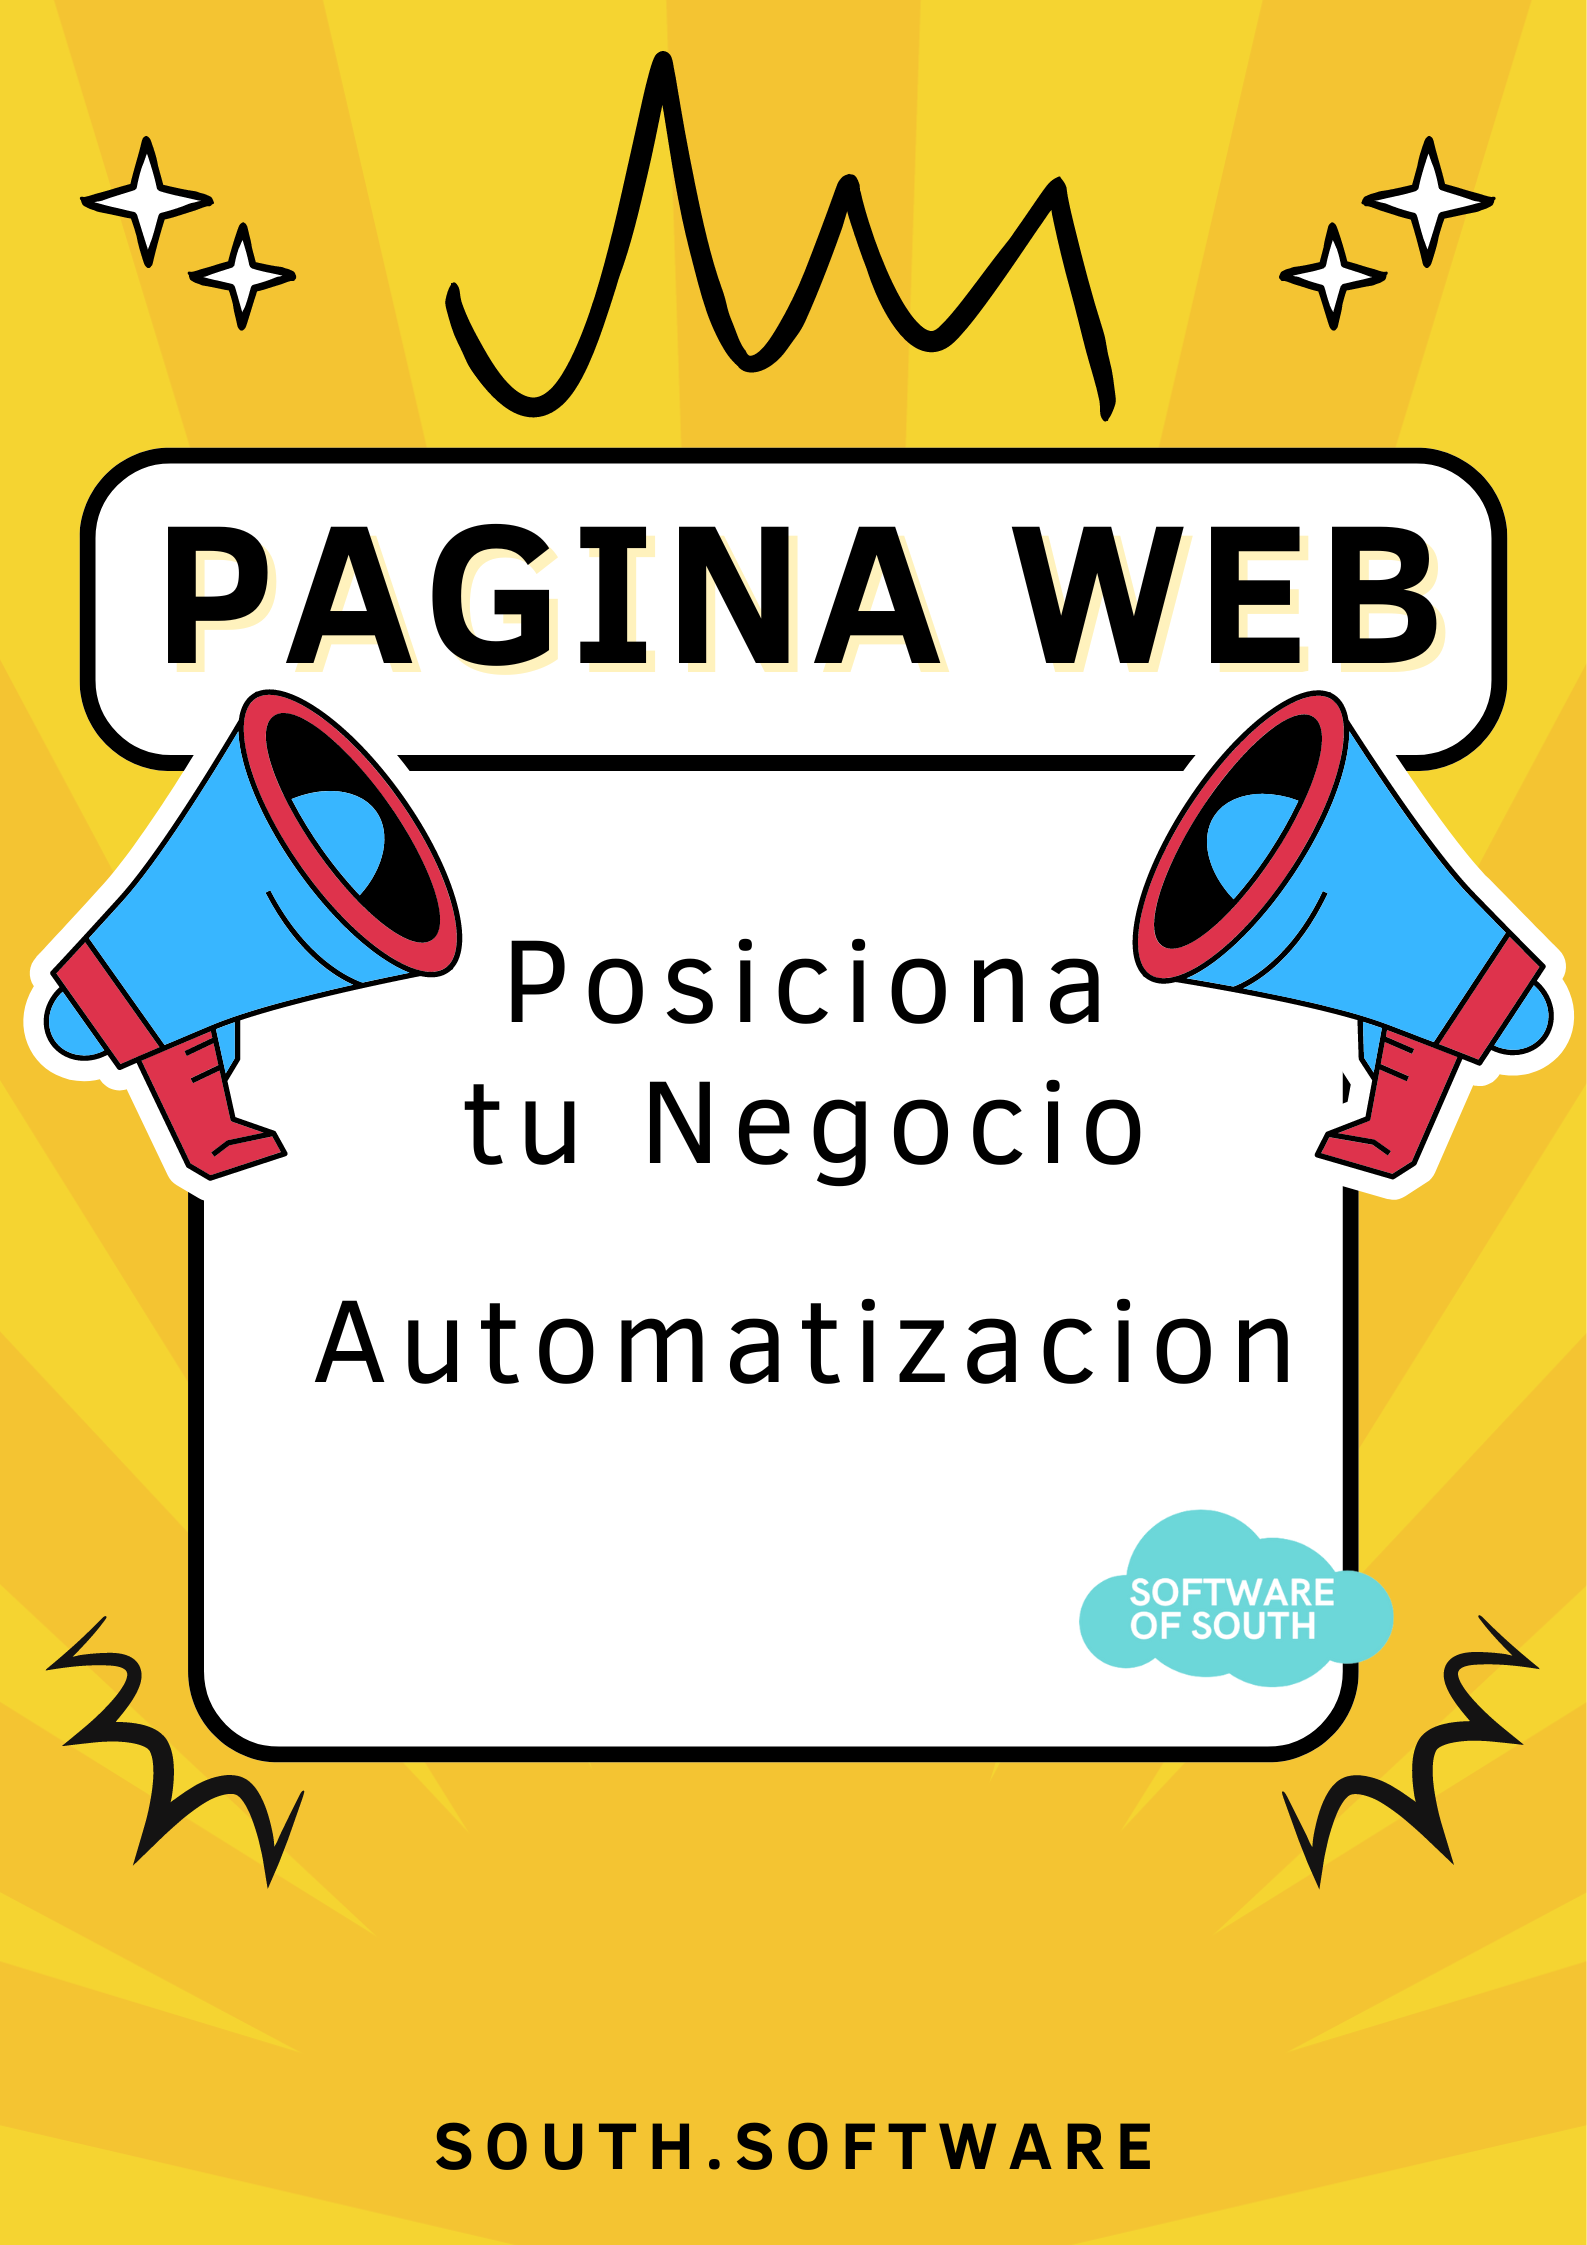 PAGINA WEB
Posiciona
tu Negocio
Automatizacion
SOFTWARE
OF SOUTH
SOUTH.SOFTWARE